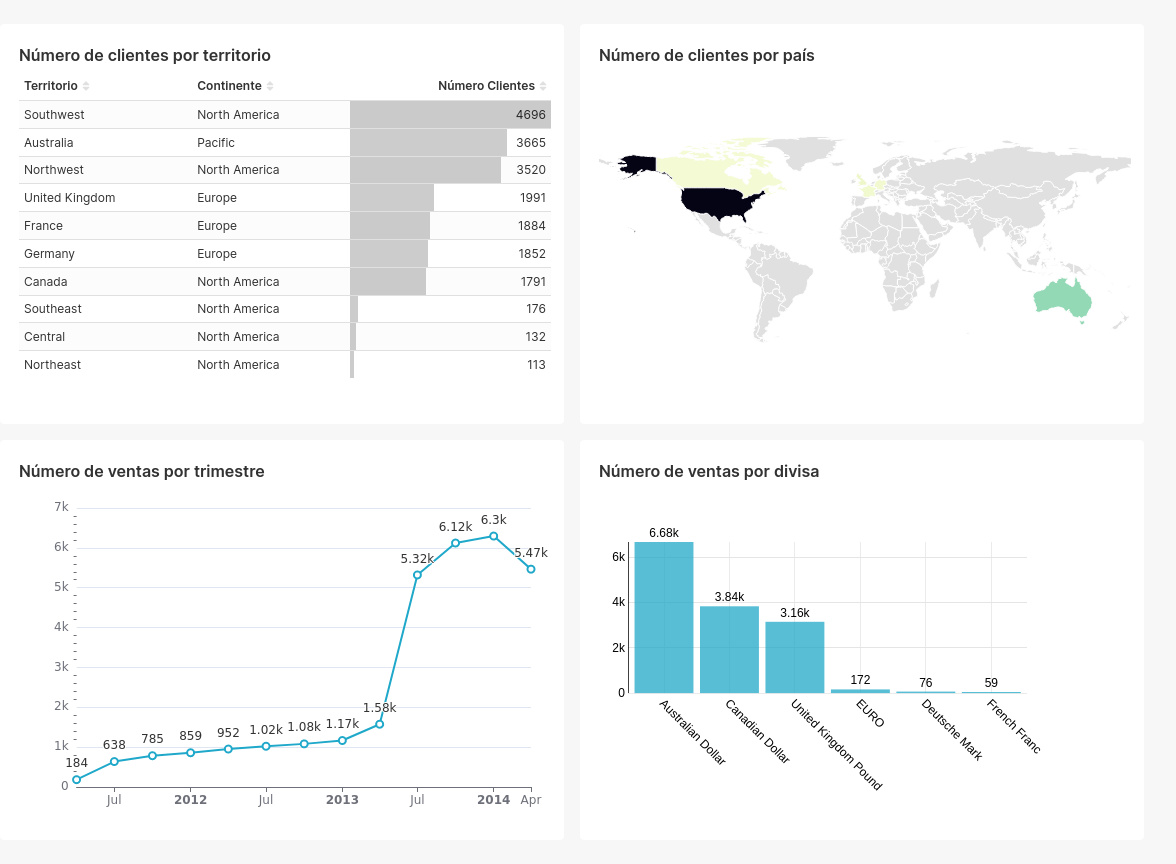 Número de clientes por territorio
Territorio Continente Número Clientes
Southwest North America 4696
Australia Pacific 3665
Northwest North America 3520
United Kingdom Europe 1991
France Europe 1884
Germany Europe 1852
Canada North America 1791
Southeast North America 176
Central North America 132
Northeast North America 113
Número de clientes por país
Número de ventas por trimestre
7k
6k
5k
4k
3k
2k
1k
0
184
638
785
859
952
1.02k
1.08k
1.17k
1.58k
5.32k
6.12k
6.3k
5.47k
Jul 2012 Jul 2013 Jul 2014 Apr
Número de ventas por divisa
6k
4k
2k
0
6.68k
3.84k
3.16k
172
76
59
Australian Dollar
Canadian Dollar
United Kingdom Pound
EURO
Deutsche Mark
French Franc